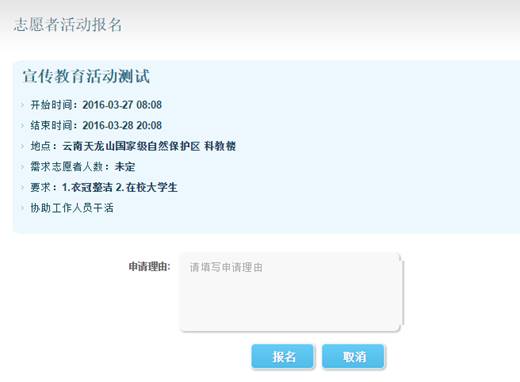 志愿者活动报名
宣传教育活动测试
开始时间：2016-03-27 08:08
结束时间：2016-03-28 20:08
地点：云南天龙山国家级自然保护区 科教楼
需求志愿者人数：未定
要求：1.衣冠整洁 2.在校大学生
协助工作人员干活
申请理由：
请填写申请理由
报名 取消